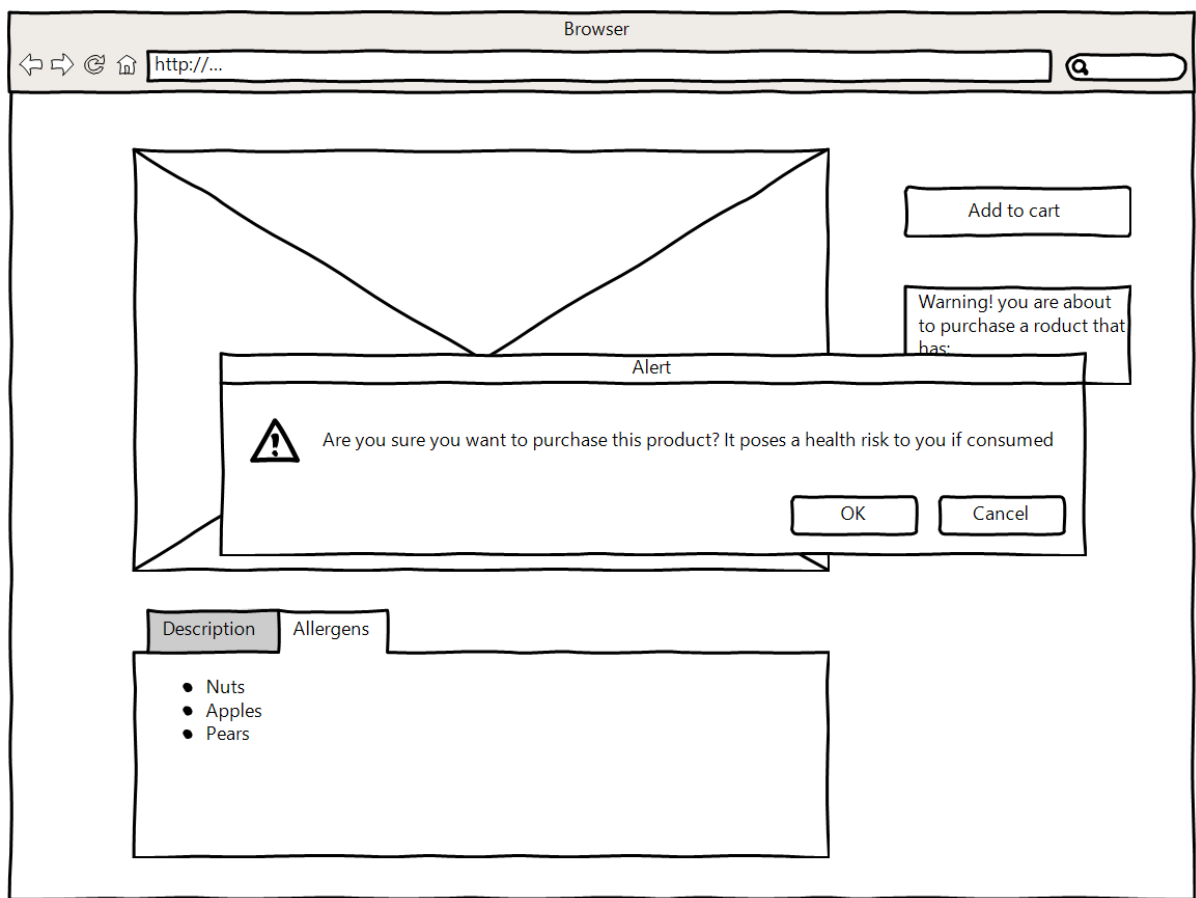 Browser
http://...
Add to cart
Warning! you are about
to purchase a roduct that
has:
Alert
Are you sure you want to purchase this product? It poses a health risk to you if consumed
OK
Cancel
Description
Allergens
Nuts
Apples
Pears